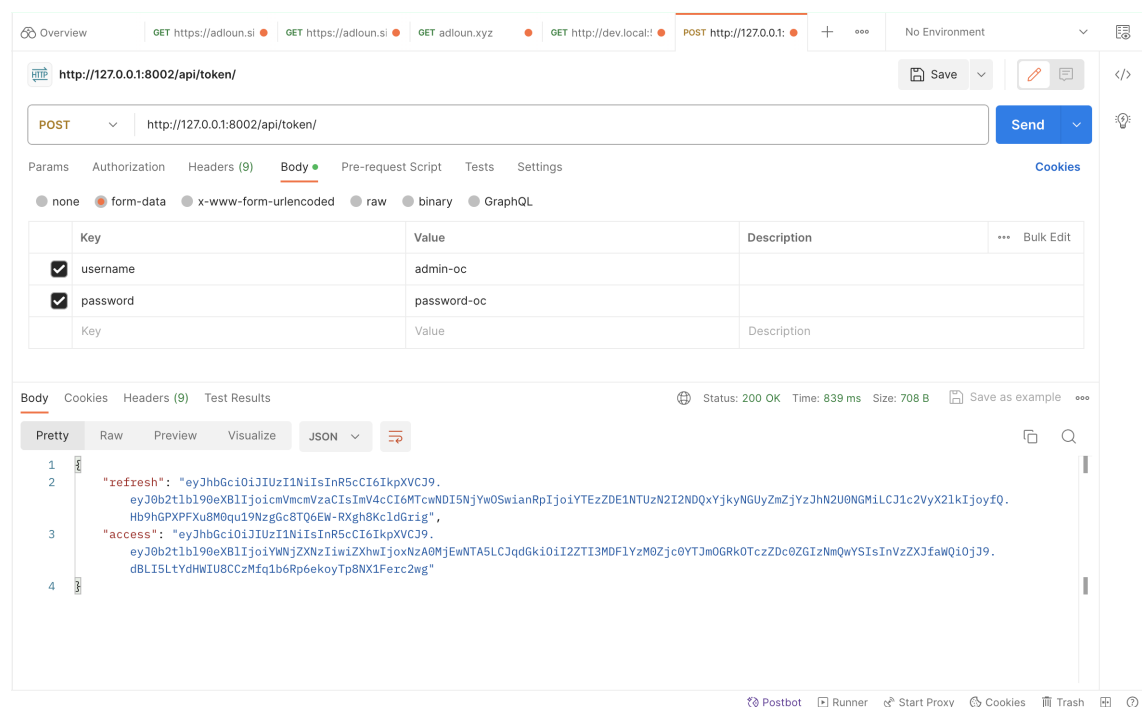 Overview GET https://adloun.si GET https://adloun.si GET adloun.xyz GET http://dev.local:! POST http://127.0.0.1: No Environment
HTTP http://127.0.0.1:8002/api/token/ Save
POST http://127.0.0.1:8002/api/token/ Send
Params Authorization Headers (9) Body Pre-request Script Tests Settings Cookies
none form-data x-www-form-urlencoded raw binary GraphQL
Key Value Description Bulk Edit
username admin-oc
password password-oc
Key Value Description
Body Cookies Headers (9) Test Results Status: 200 OK Time: 839 ms Size: 708 B Save as example
Pretty Raw Preview Visualize JSON
1 {
2 "refresh": "eyJhbGciOiJIUzI1NiIsInR5cCI6IkpXVCJ9.
eyJ0b2tlbl90eXBlIjoicmVmcmVzaCIsImV4cCI6MTcwNDI5NjYwOSwianRpIjoiYTEzZDE1NTUzN2I2NDQxYjkyNGUyZmZjYzJhN2U0NGMiLCJ1c2VyX2lkIjoyfQ.
Hb9hGPXPFXu8M0qu19NzgGc8TQ6EW-RXgh8KcldGrig",
3 "access": "eyJhbGciOiJIUzI1NiIsInR5cCI6IkpXVCJ9.
eyJ0b2tlbl90eXBlIjoiYWNjZXNzIiwiZXhwIjoxNzA0MjEwNTA5LCJqdGkiOiI2ZTI3MDFlYzM0Zjc0YTJmOGRkOTczZDc0ZGIzNmQwYSIsInVzZXJfaWQiOjJ9.
dBLI5LtYdHWIU8CCzMfq1b6Rp6ekoyTp8NX1Ferc2wg"
4 }
Postbot Runner Start Proxy Cookies Trash